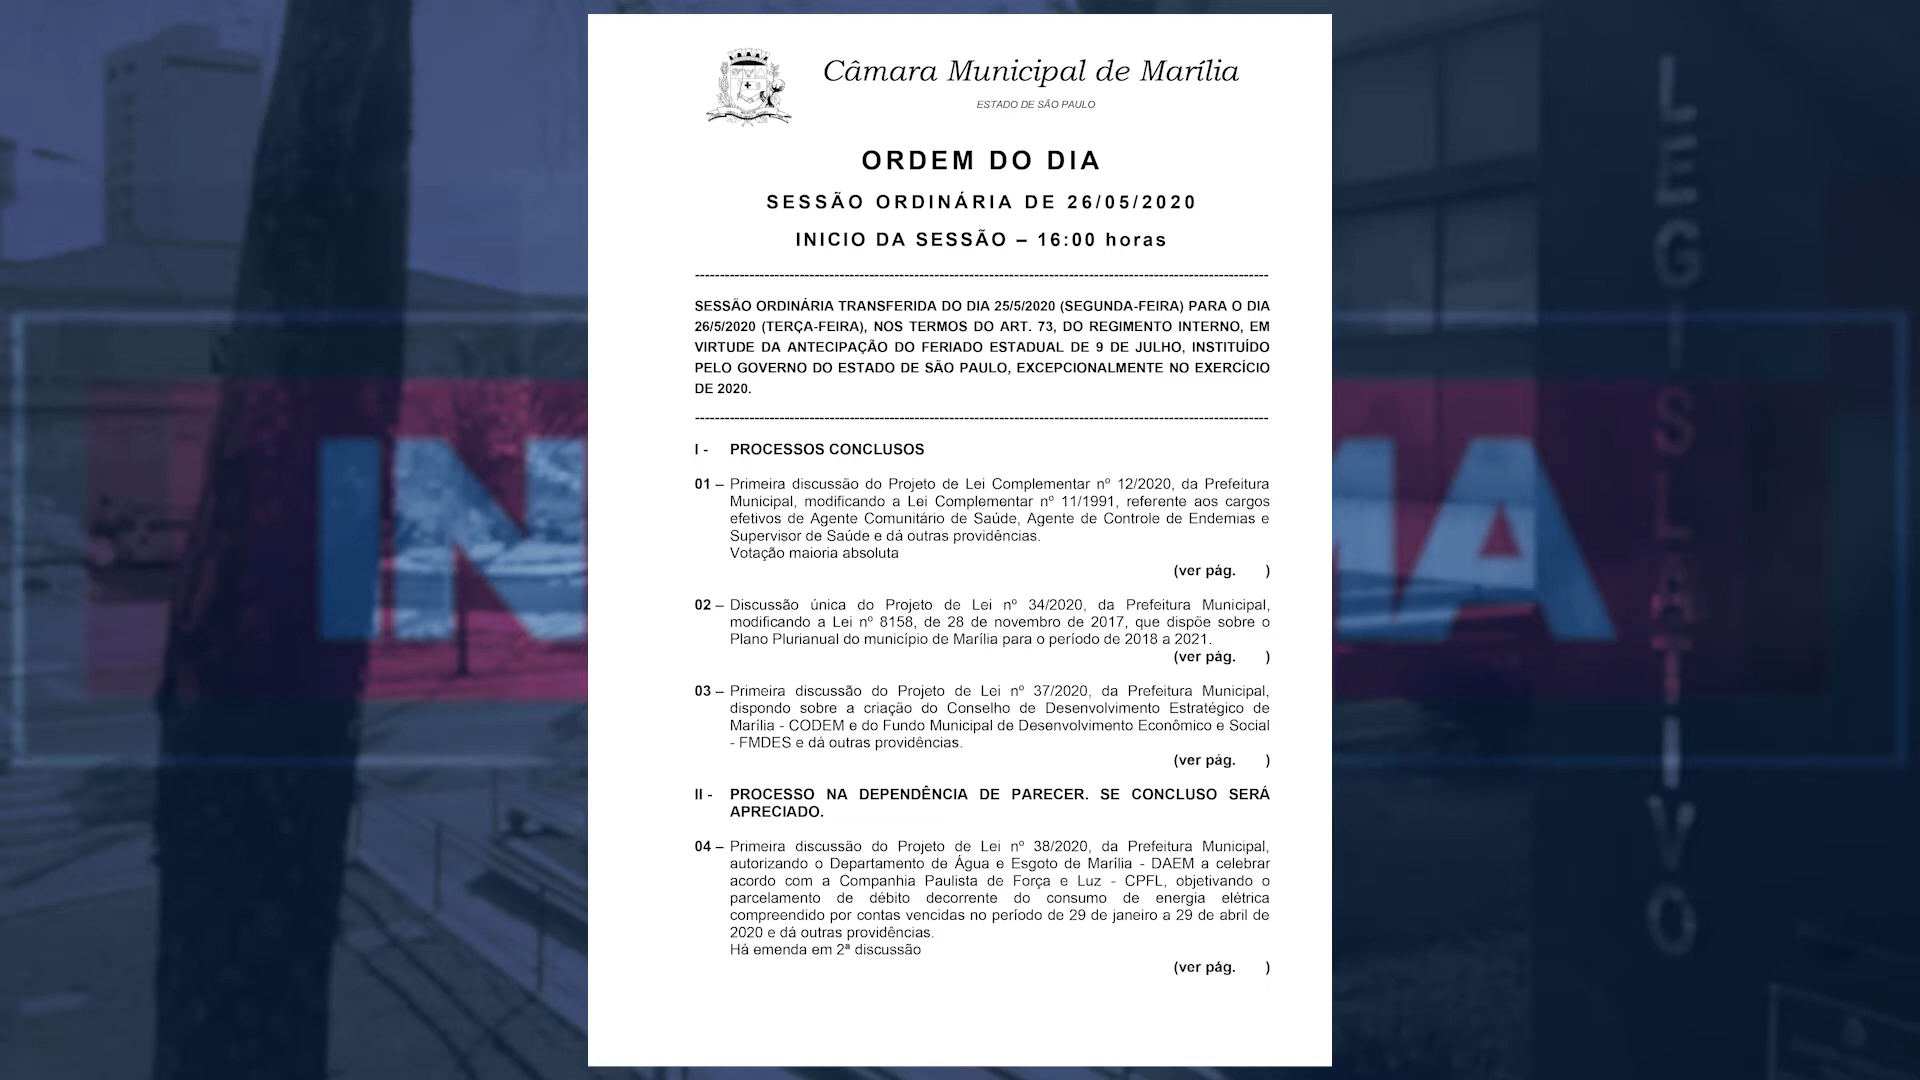 Câmara Municipal de Marília
ESTADO DE SÃO PAULO
ORDEM DO DIA
SESSÃO ORDINÁRIA DE 26/05/2020
INICIO DA SESSÃO – 16:00 horas
SESSÃO ORDINÁRIA TRANSFERIDA DO DIA 25/5/2020 (SEGUNDA-FEIRA) PARA O DIA
26/5/2020 (TERÇA-FEIRA), NOS TERMOS DO ART. 73, DO REGIMENTO INTERNO, EM
VIRTUDE DA ANTECIPAÇÃO DO FERIADO ESTADUAL DE 9 DE JULHO, INSTITUÍDO
PELO GOVERNO DO ESTADO DE SÃO PAULO, EXCEPCIONALMENTE NO EXERCÍCIO
DE 2020.
I - PROCESSOS CONCLUSOS
01 – Primeira discussão do Projeto de Lei Complementar nº 12/2020, da Prefeitura
Municipal, modificando a Lei Complementar nº 11/1991, referente aos cargos
efetivos de Agente Comunitário de Saúde, Agente de Controle de Endemias e
Supervisor de Saúde e dá outras providências.
Votação maioria absoluta
(ver pág. )
02 – Discussão única do Projeto de Lei nº 34/2020, da Prefeitura Municipal,
modificando a Lei nº 8158, de 28 de novembro de 2017, que dispõe sobre o
Plano Plurianual do município de Marília para o período de 2018 a 2021.
(ver pág. )
03 – Primeira discussão do Projeto de Lei nº 37/2020, da Prefeitura Municipal,
dispondo sobre a criação do Conselho de Desenvolvimento Estratégico de
Marília - CODEM e do Fundo Municipal de Desenvolvimento Econômico e Social
- FMDES e dá outras providências.
(ver pág. )
II - PROCESSO NA DEPENDÊNCIA DE PARECER. SE CONCLUSO SERÁ
APRECIADO.
04 – Primeira discussão do Projeto de Lei nº 38/2020, da Prefeitura Municipal,
autorizando o Departamento de Água e Esgoto de Marília - DAEM a celebrar
acordo com a Companhia Paulista de Força e Luz - CPFL, objetivando o
parcelamento de débito decorrente do consumo de energia elétrica
compreendido por contas vencidas no período de 29 de janeiro a 29 de abril de
2020 e dá outras providências.
Há emenda em 2ª discussão
(ver pág. )
IN
MA
LEGISLATIVO